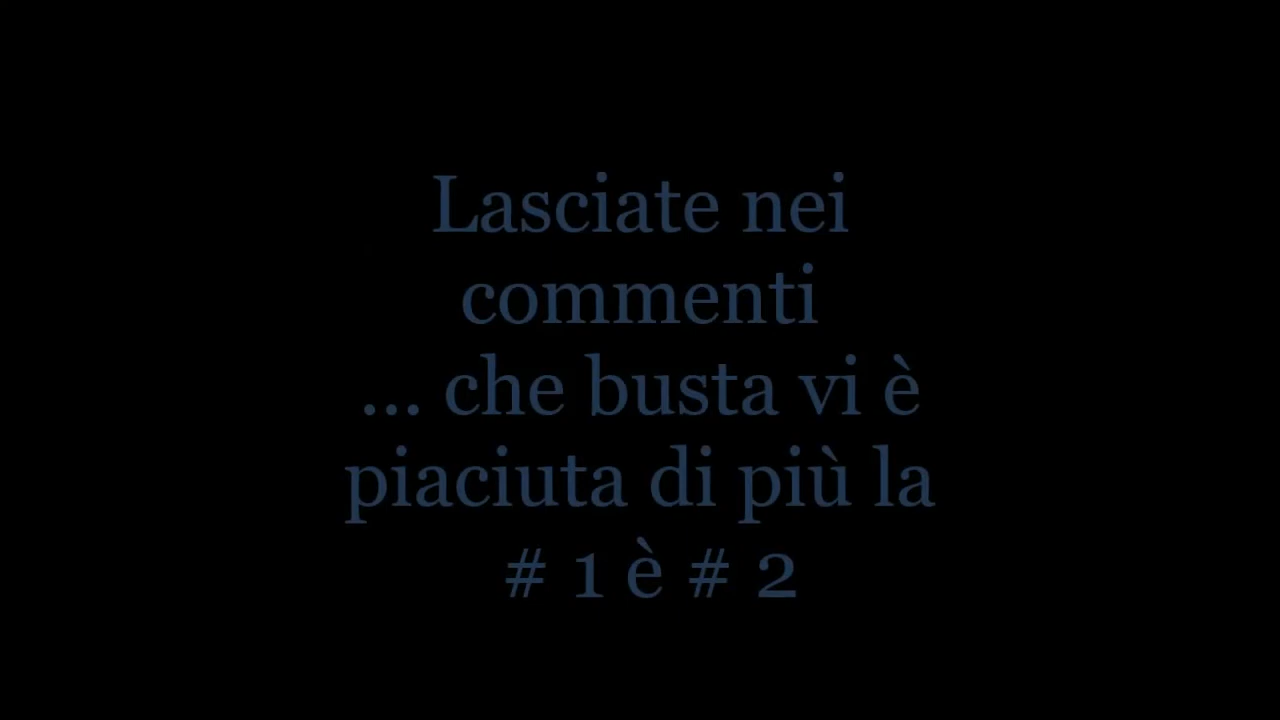 Lasciate nei
commenti
... che busta vi è
piaciuta di più la
# 1 è # 2